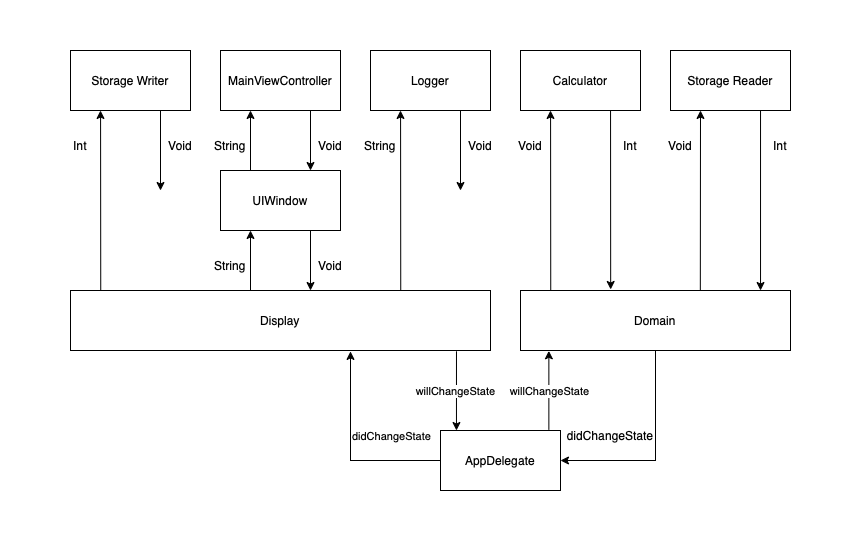 Storage Writer
MainViewController
Logger
Calculator
Storage Reader
Int
Void
String
Void
String
Void
Void
Int
Void
Int
UIWindow
String
Void
Display
Domain
willChangeState
willChangeState
didChangeState
didChangeState
AppDelegate